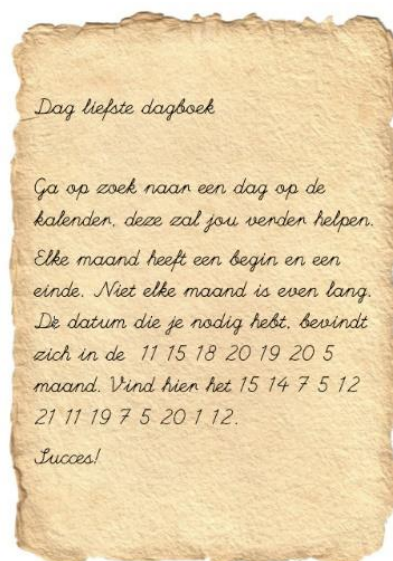 Dag liefste dagboek
Ga op zoek naar een dag op de
kalender, deze zal jou verder helpen.
Elke maand heeft een begin en een
einde. Niet elke maand is even lang.
De datum die je nodig hebt, bevindt
zich in de 11 15 18 20 19 20 5
maand. Vind hier het 15 14 7 5 12
21 11 19 7 5 20 1 12.
Succes!